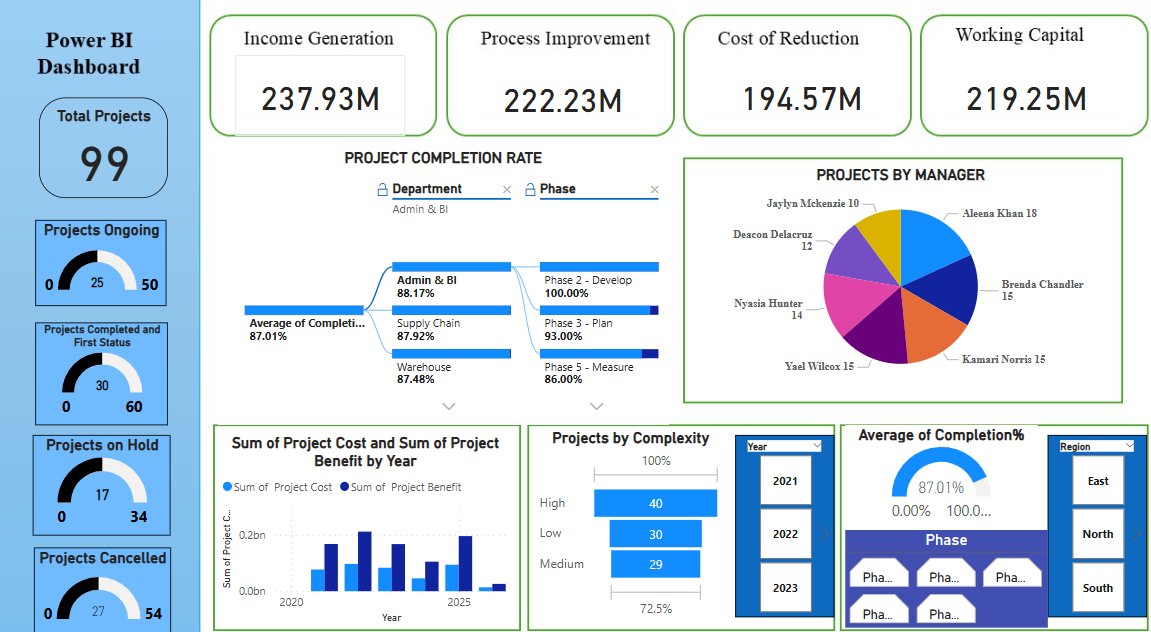 Power BI
Dashboard
Total Projects
99
Projects Ongoing
25
0
50
Projects Completed and
First Status
30
0
60
Projects on Hold
17
0
34
Projects Cancelled
27
0
54
Income Generation
237.93M
Process Improvement
222.23M
Cost of Reduction
194.57M
Working Capital
219.25M
PROJECT COMPLETION RATE
Department
Phase
Admin & BI
Average of Completi...
87.01%
Admin & BI
88.17%
Supply Chain
87.92%
Warehouse
87.48%
Phase 2 - Develop
100.00%
Phase 3 - Plan
93.00%
Phase 5 - Measure
86.00%
PROJECTS BY MANAGER
Jaylyn Mckenzie 10
Aleena Khan 18
Deacon Delacruz
12
Brenda Chandler
15
Nyasia Hunter
14
Yael Wilcox 15
Kamari Norris 15
Sum of Project Cost and Sum of Project
Benefit by Year
Sum of Project Cost
Sum of Project Benefit
Sum of Project C...
0.2bn
0.0bn
2020
2025
Year
Projects by Complexity
100%
High
40
Low
30
Medium
29
72.5%
Year
2021
2022
2023
Average of Completion%
87.01%
0.00%
100.0...
Phase
Pha...
Pha...
Pha...
Pha...
Pha...
Region
East
North
South